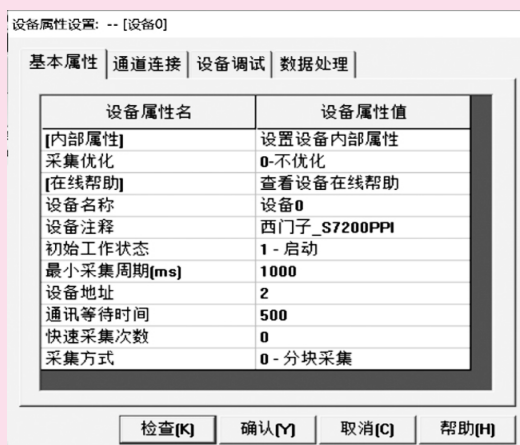 设备属性设置: -- [设备0]
基本属性 通道连接 设备调试 数据处理
设备属性名 设备属性值
[内部属性] 设置设备内部属性
采集优化 0-不优化
[在线帮助] 查看设备在线帮助
设备名称 设备0
设备注释 西门子_S7200PPI
初始工作状态 1 - 启动
最小采集周期(ms) 1000
设备地址 2
通讯等待时间 500
快速采集次数 0
采集方式 0 - 分块采集
检查(K) 确认(Y) 取消(C) 帮助(H)